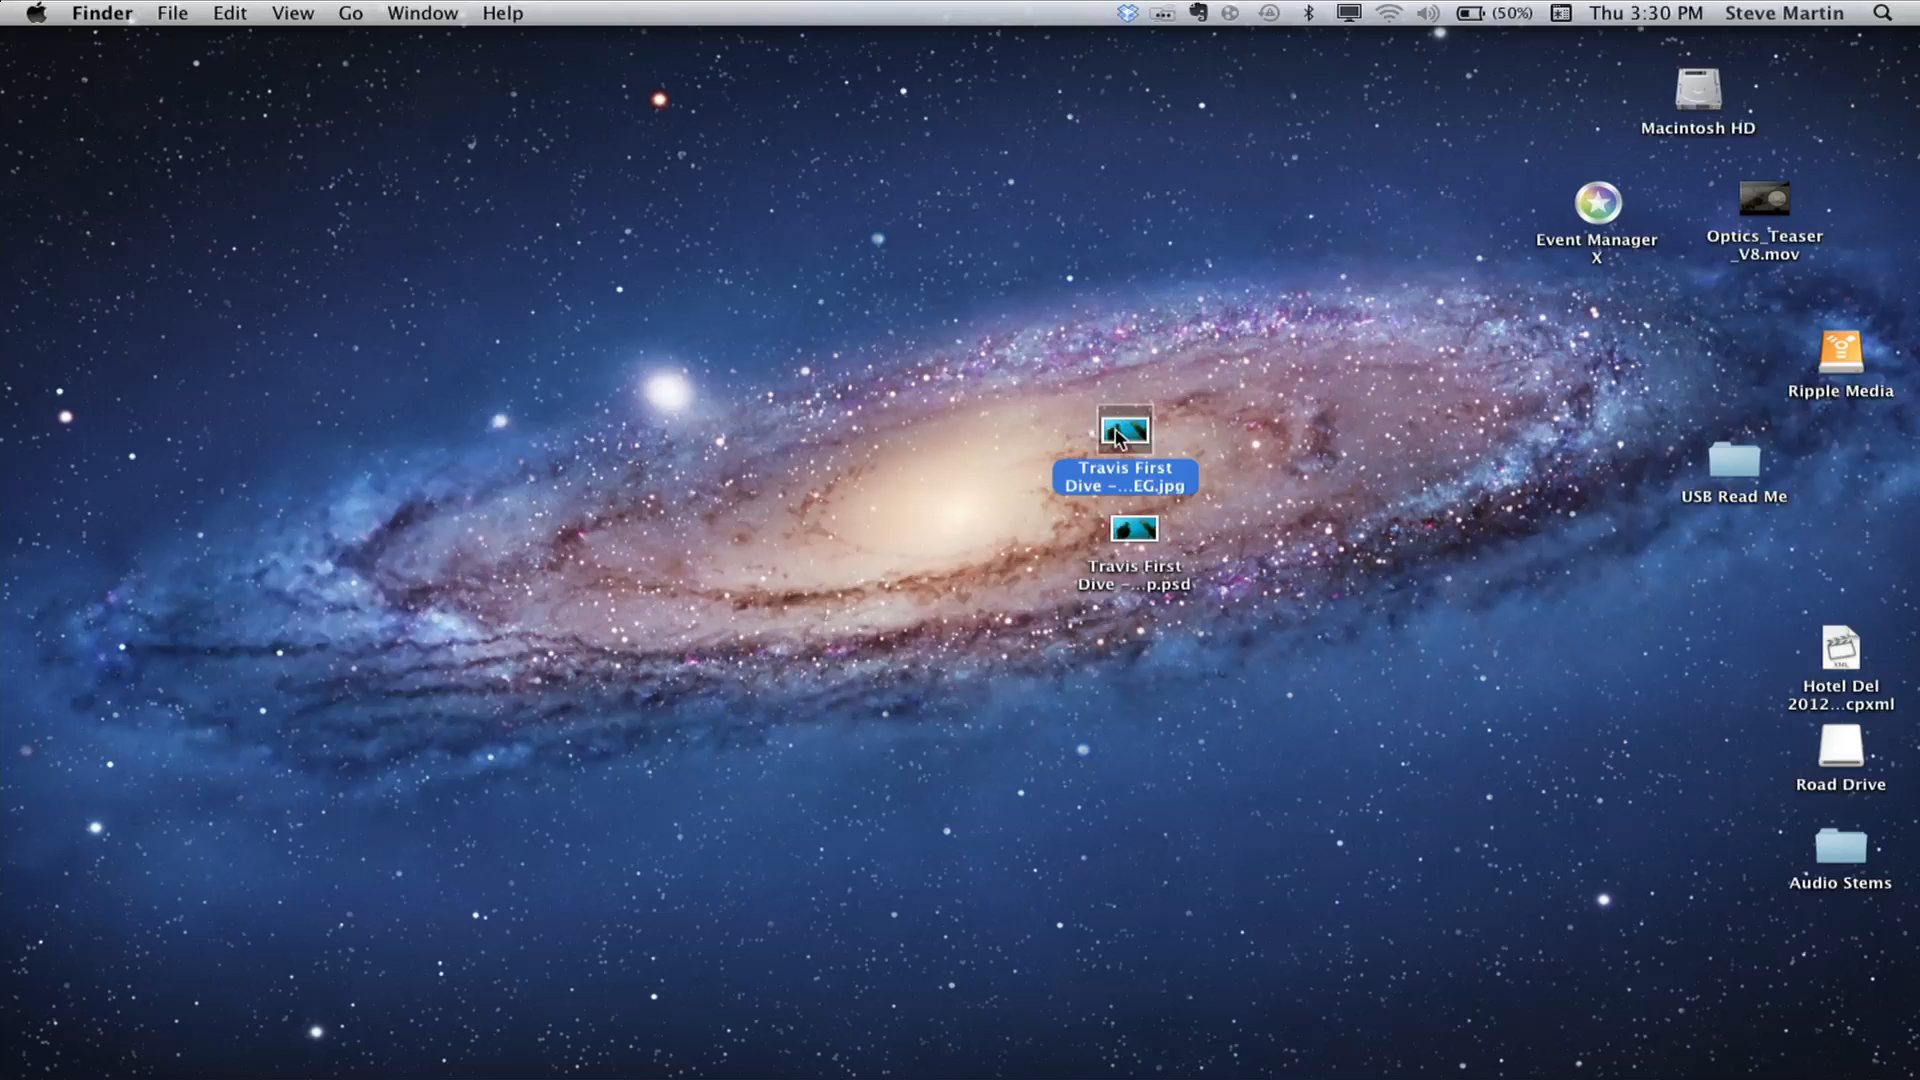 Finder File Edit View Go Window Help (50%) Thu 3:30 PM Steve Martin
Macintosh HD
Event Manager
X
Optics_Teaser
_V8.mov
Ripple Media
Travis First
Dive -...EG.jpg
USB Read Me
Travis First
Dive -...p.psd
XML
Hotel Del
2012...cpxml
Road Drive
Audio Stems